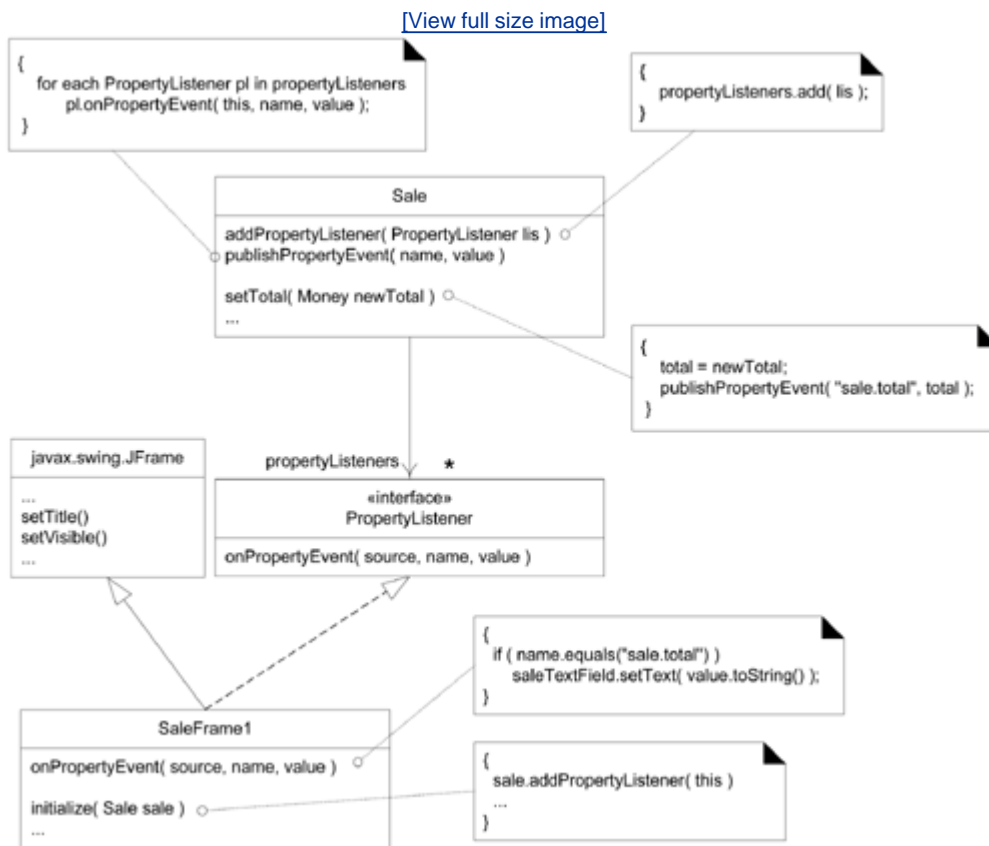 [View full size image]
{
for each PropertyListener pl in propertyListeners
pl.onPropertyEvent( this, name, value );
}
{
propertyListeners.add( lis );
}
Sale
addPropertyListener( PropertyListener lis )
publishPropertyEvent( name, value )
setTotal( Money newTotal )
...
{
total = newTotal;
publishPropertyEvent( "sale.total", total );
}
javax.swing.JFrame
...
setTitle()
setVisible()
...
propertyListeners
*
«interface»
PropertyListener
onPropertyEvent( source, name, value )
{
if ( name.equals("sale.total") )
saleTextField.setText( value.toString() );
}
SaleFrame1
onPropertyEvent( source, name, value )
initialize( Sale sale )
...
{
sale.addPropertyListener( this )
...
}